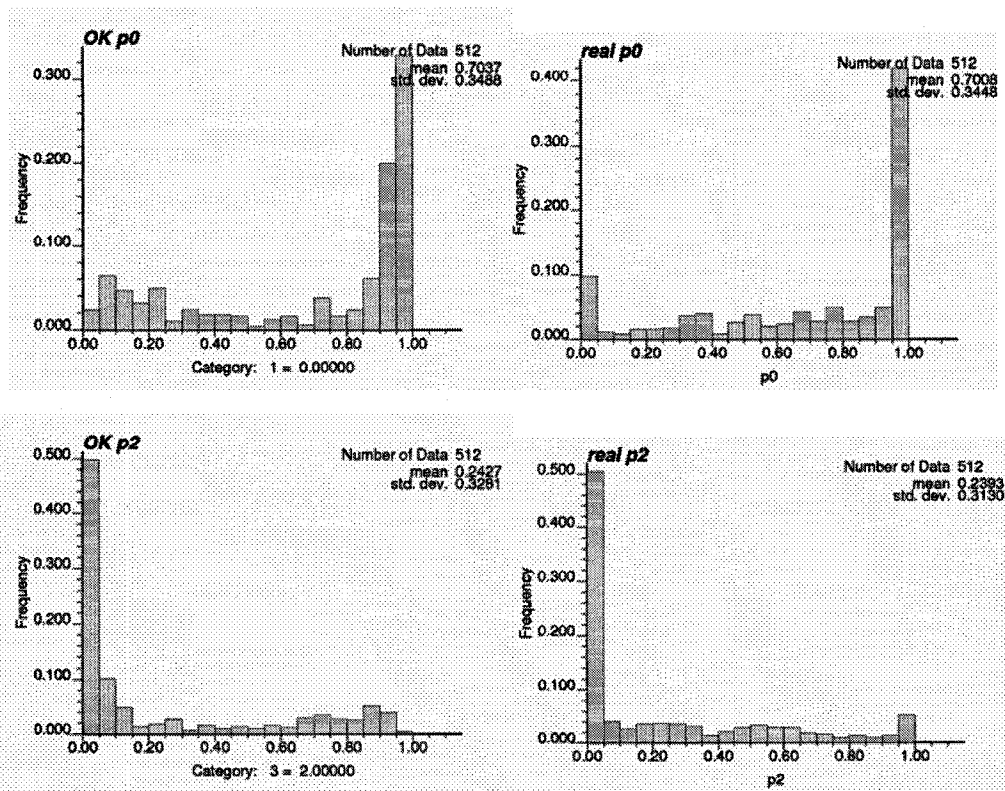 OK p0
Number of Data 512
mean 0.7037
std. dev. 0.3488
0.300
0.200
0.100
0.000
Frequency
0.00 0.20 0.40 0.60 0.80 1.00
Category: 1 = 0.00000
real p0
Number of Data 512
mean 0.7008
std. dev. 0.3448
0.400
0.300
0.200
0.100
0.000
Frequency
0.00 0.20 0.40 0.60 0.80 1.00
p0
OK p2
Number of Data 512
mean 0.2427
std. dev. 0.3281
0.500
0.400
0.300
0.200
0.100
0.000
Frequency
0.00 0.20 0.40 0.60 0.80 1.00
Category: 3 = 2.00000
real p2
Number of Data 512
mean 0.2393
std. dev. 0.3130
0.500
0.400
0.300
0.200
0.100
0.000
Frequency
0.00 0.20 0.40 0.60 0.80 1.00
p2